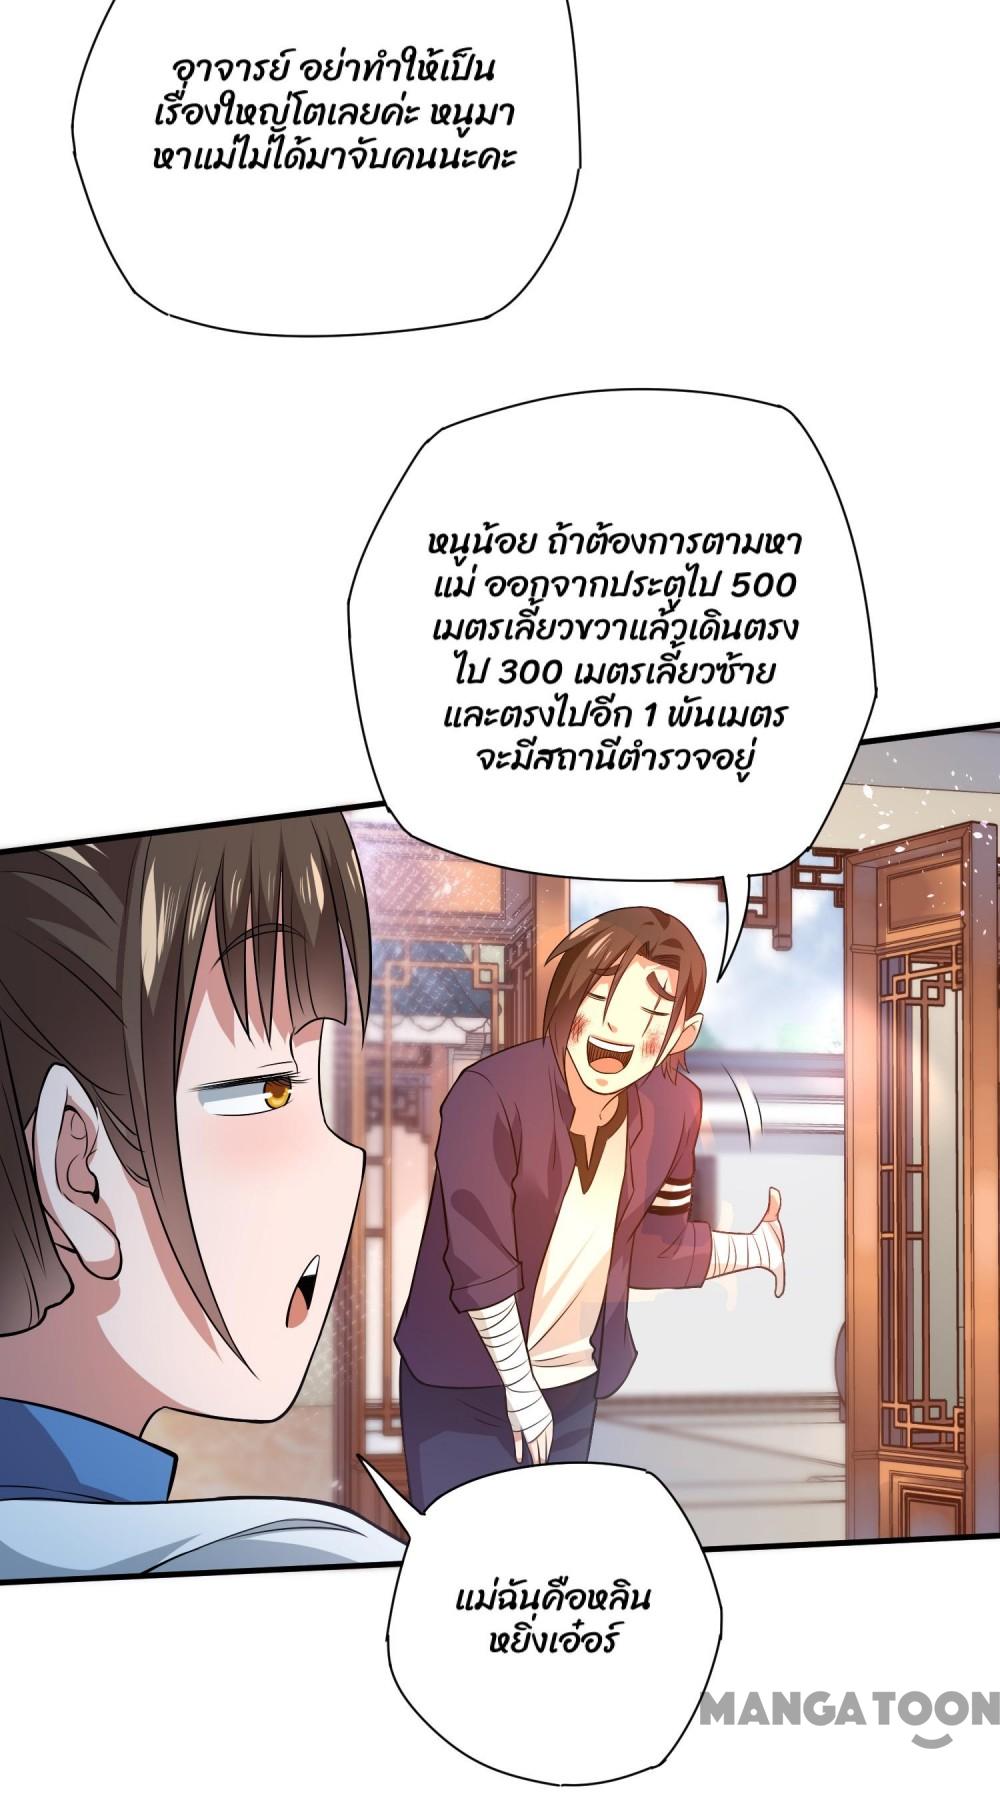 อาจารย์ อย่าทำให้เป็น
เรื่องใหญ่โตเลยค่ะ หนูมา
หาแม่ไม่ได้มาจับคนนะคะ
หนูน้อย ถ้าต้องการตามหา
แม่ ออกจากประตูไป 500
เมตรเลี้ยวขวาแล้วเดินตรง
ไป 300 เมตรเลี้ยวซ้าย
และตรงไปอีก 1 พันเมตร
จะมีสถานีตำรวจอยู่
แม่ฉันคือหลิน
หยิ่งเอ๋อร์
MANGATOON